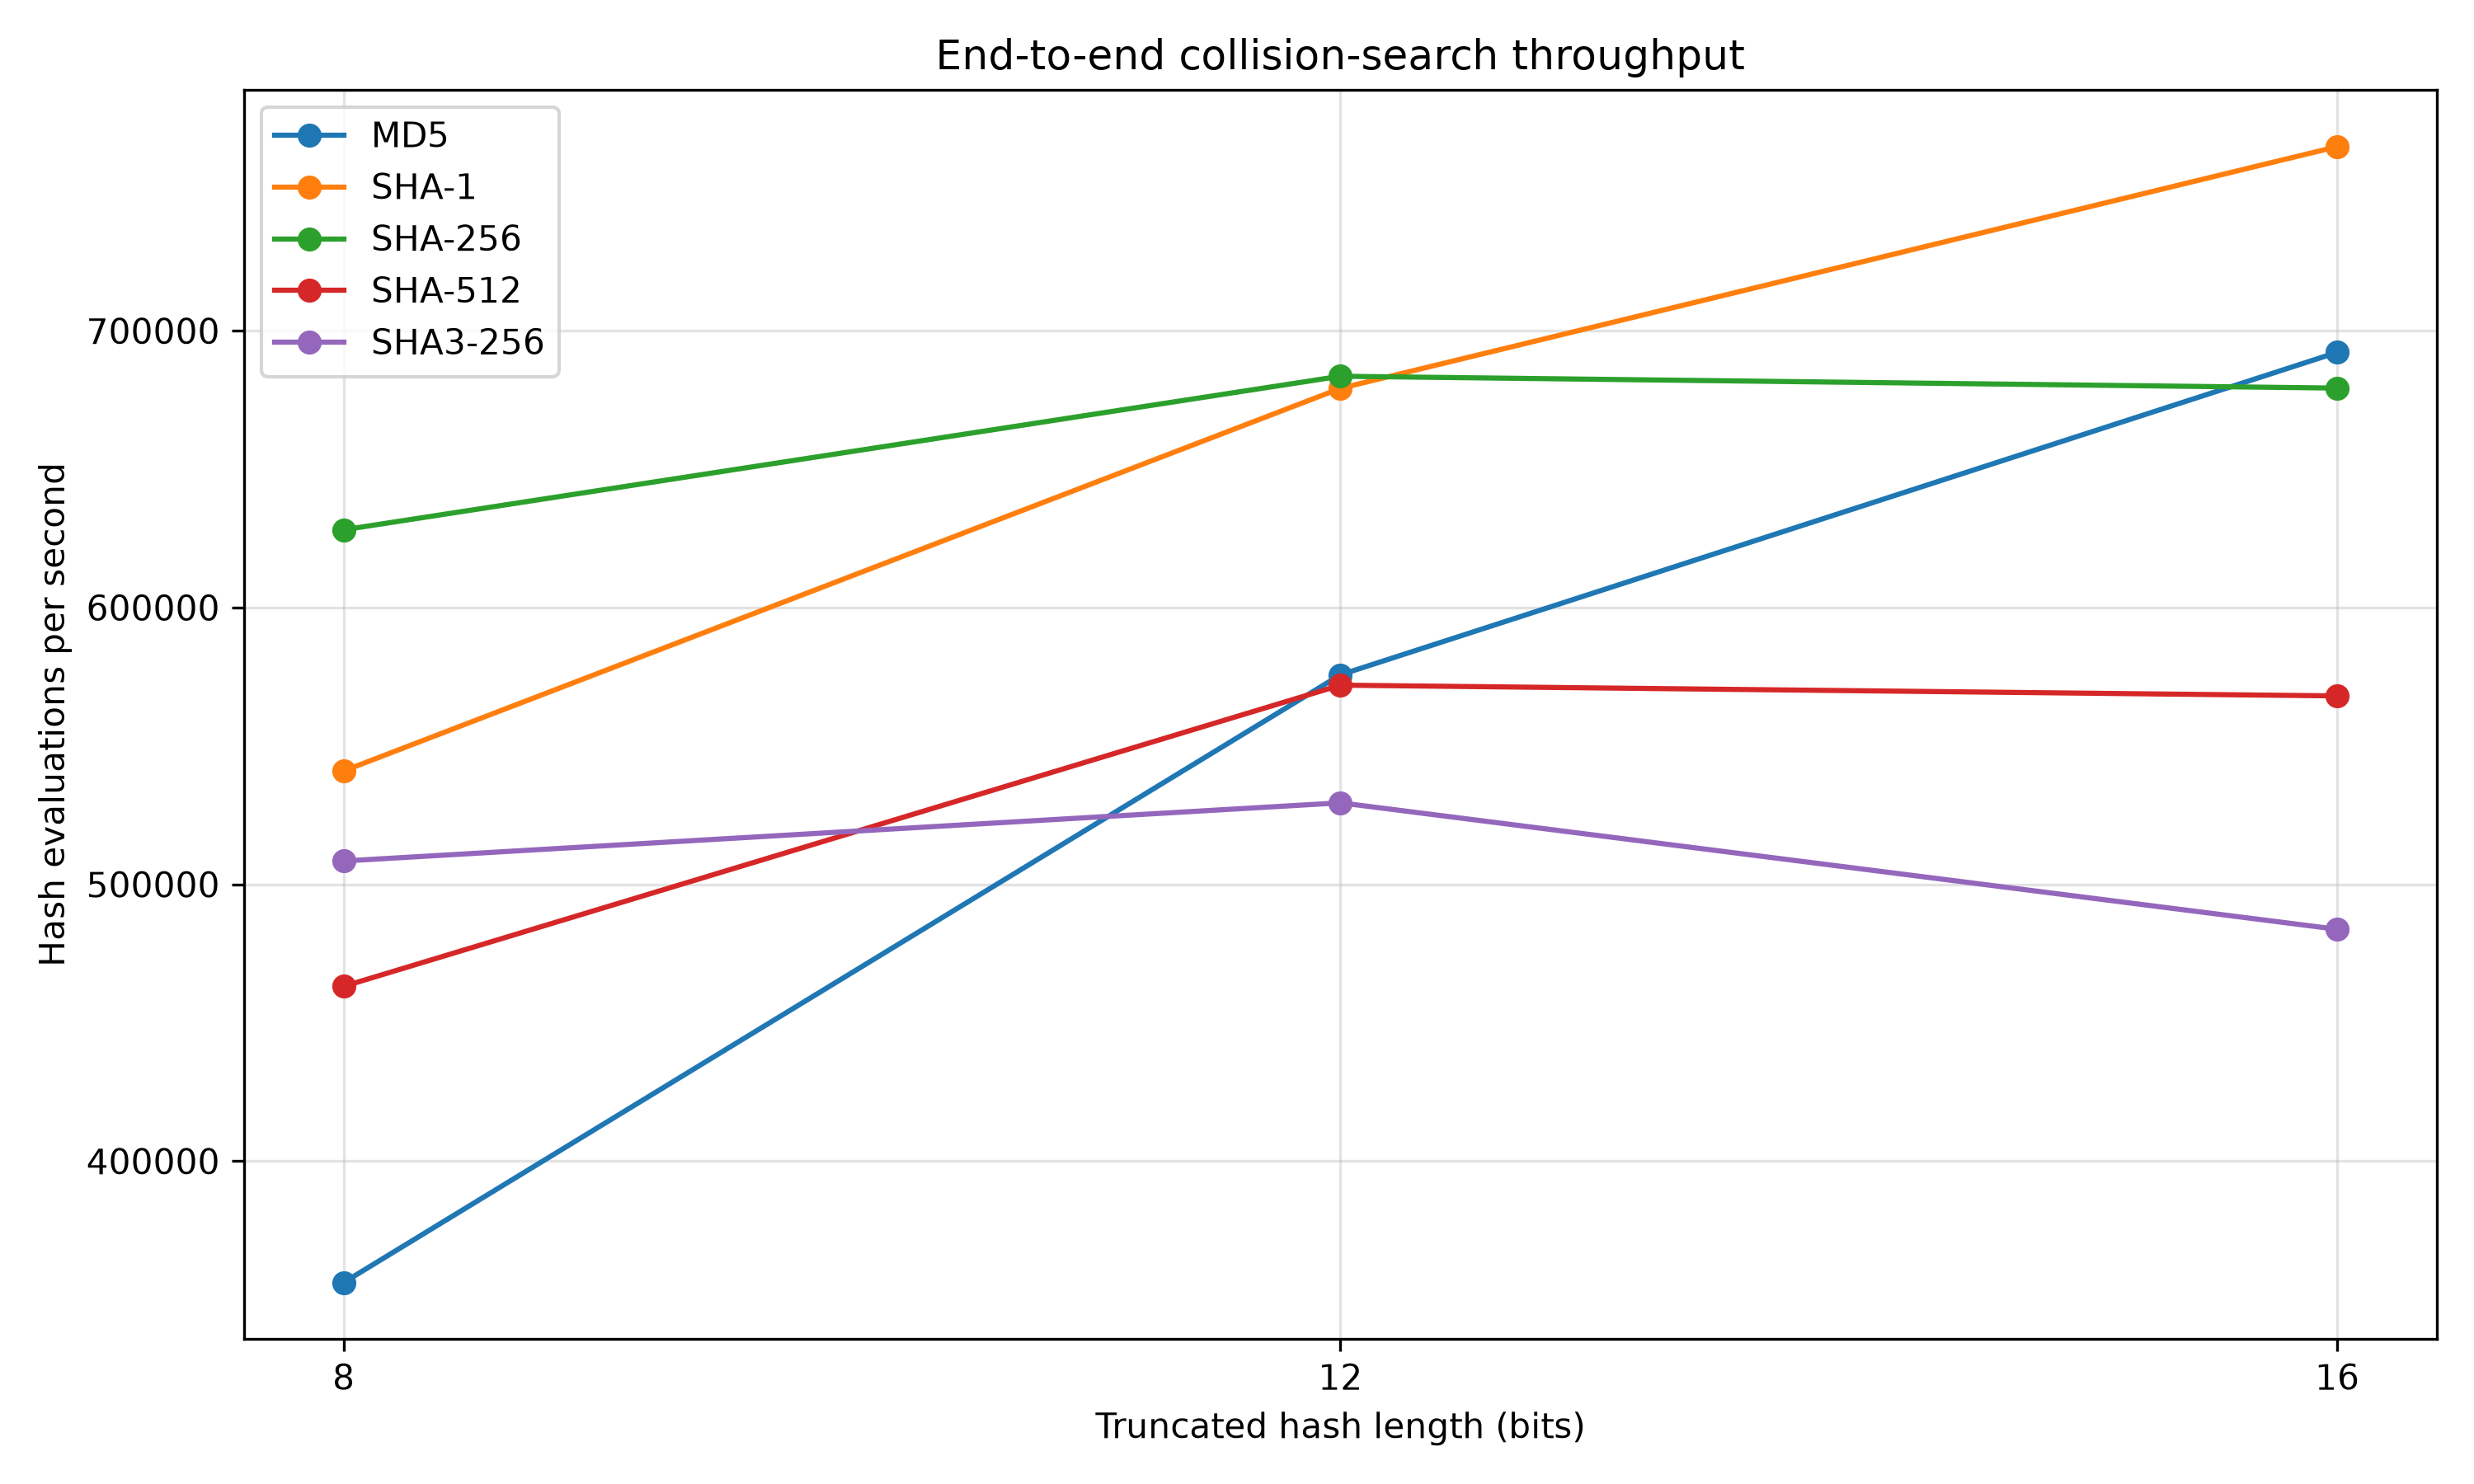 End-to-end collision-search throughput
MD5
SHA-1
SHA-256
SHA-512
SHA3-256
Hash evaluations per second
700000
600000
500000
400000
8 12 16
Truncated hash length (bits)